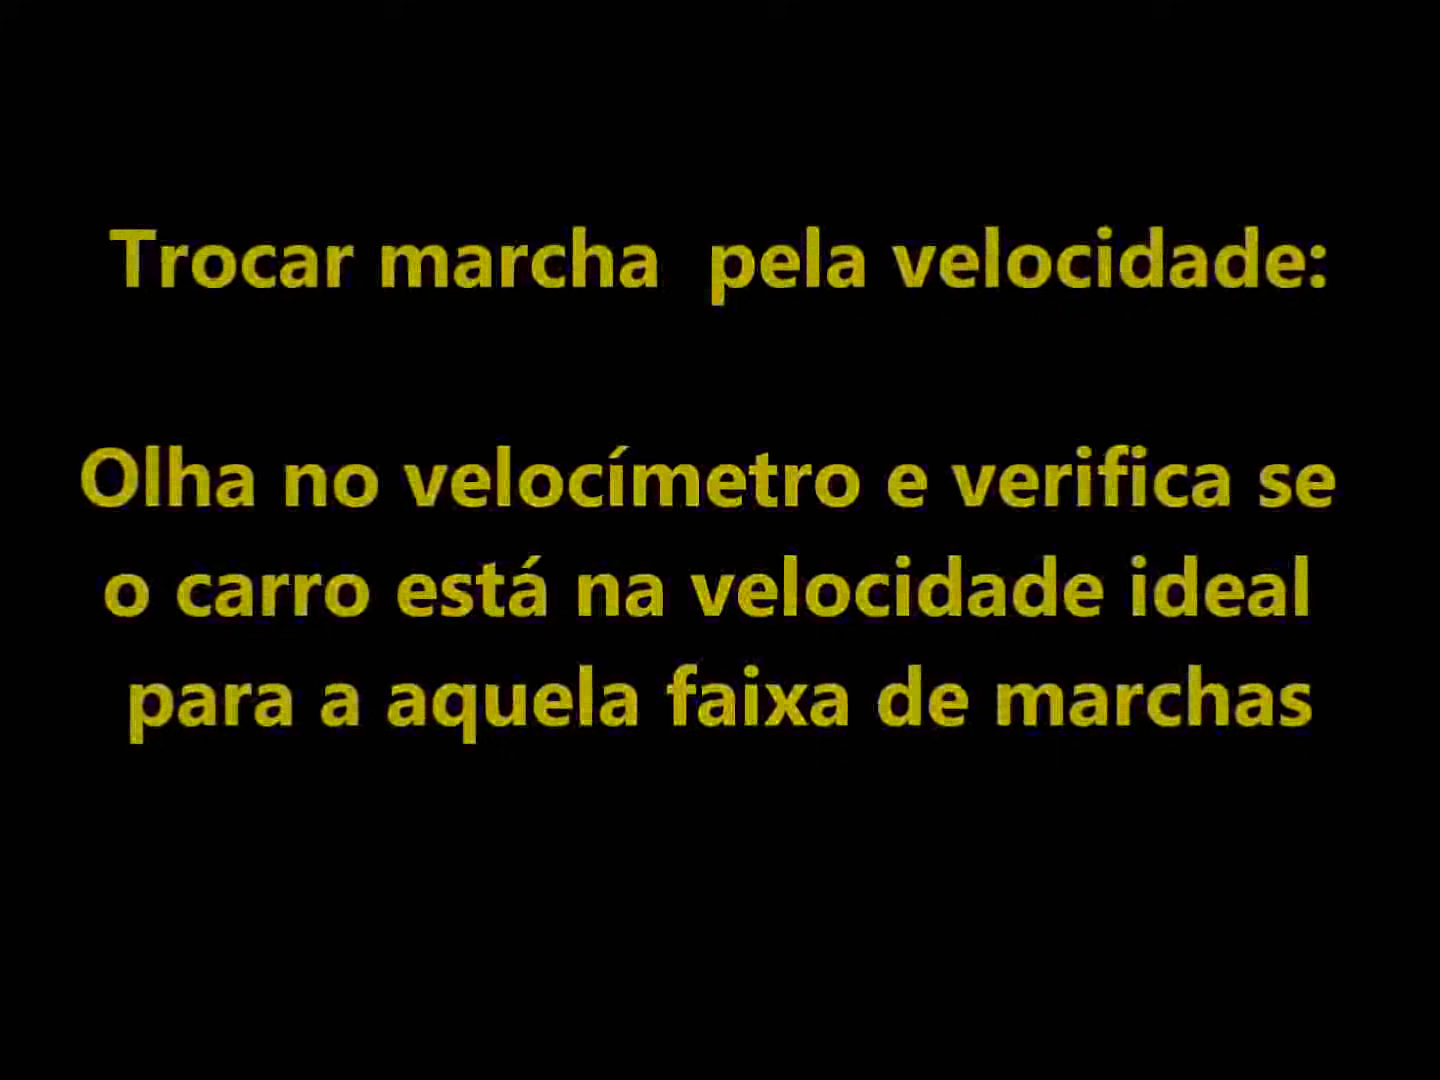 Trocar marcha  pela velocidade:
Olha no velocímetro e verifica se
o carro está na velocidade ideal
para a aquela faixa de marchas